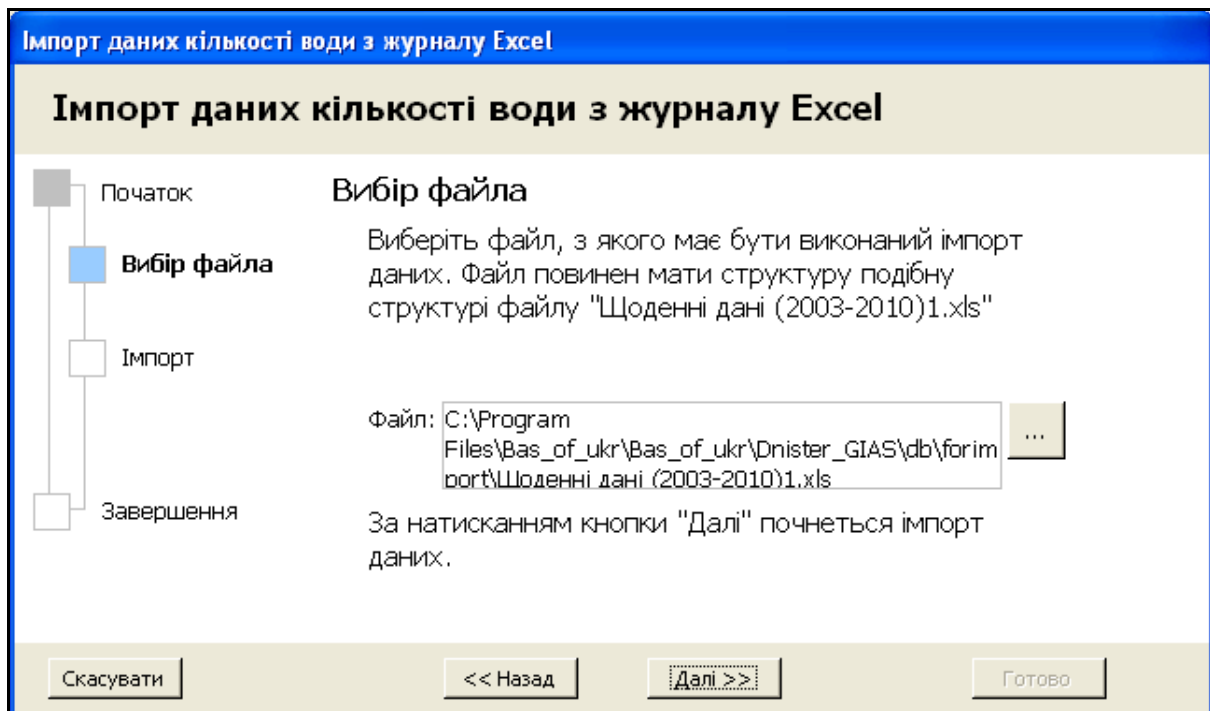 Імпорт даних кількості води з журналу Excel
Імпорт даних кількості води з журналу Excel
Початок
Вибір файла
Імпорт
Завершення
Вибір файла
Виберіть файл, з якого має бути виконаний імпорт
даних. Файл повинен мати структуру подібну
структурі файлу "Щоденні дані (2003-2010)1.xls"
Файл:
C:\Program
Files\Bas_of_ukr\Bas_of_ukr\Dnister_GIAS\db\forim
port\Щоденні дані (2003-2010)1.xls
...
За натисканням кнопки "Далі" почнеться імпорт
даних.
Скасувати
<< Назад
Далі >>
Готово